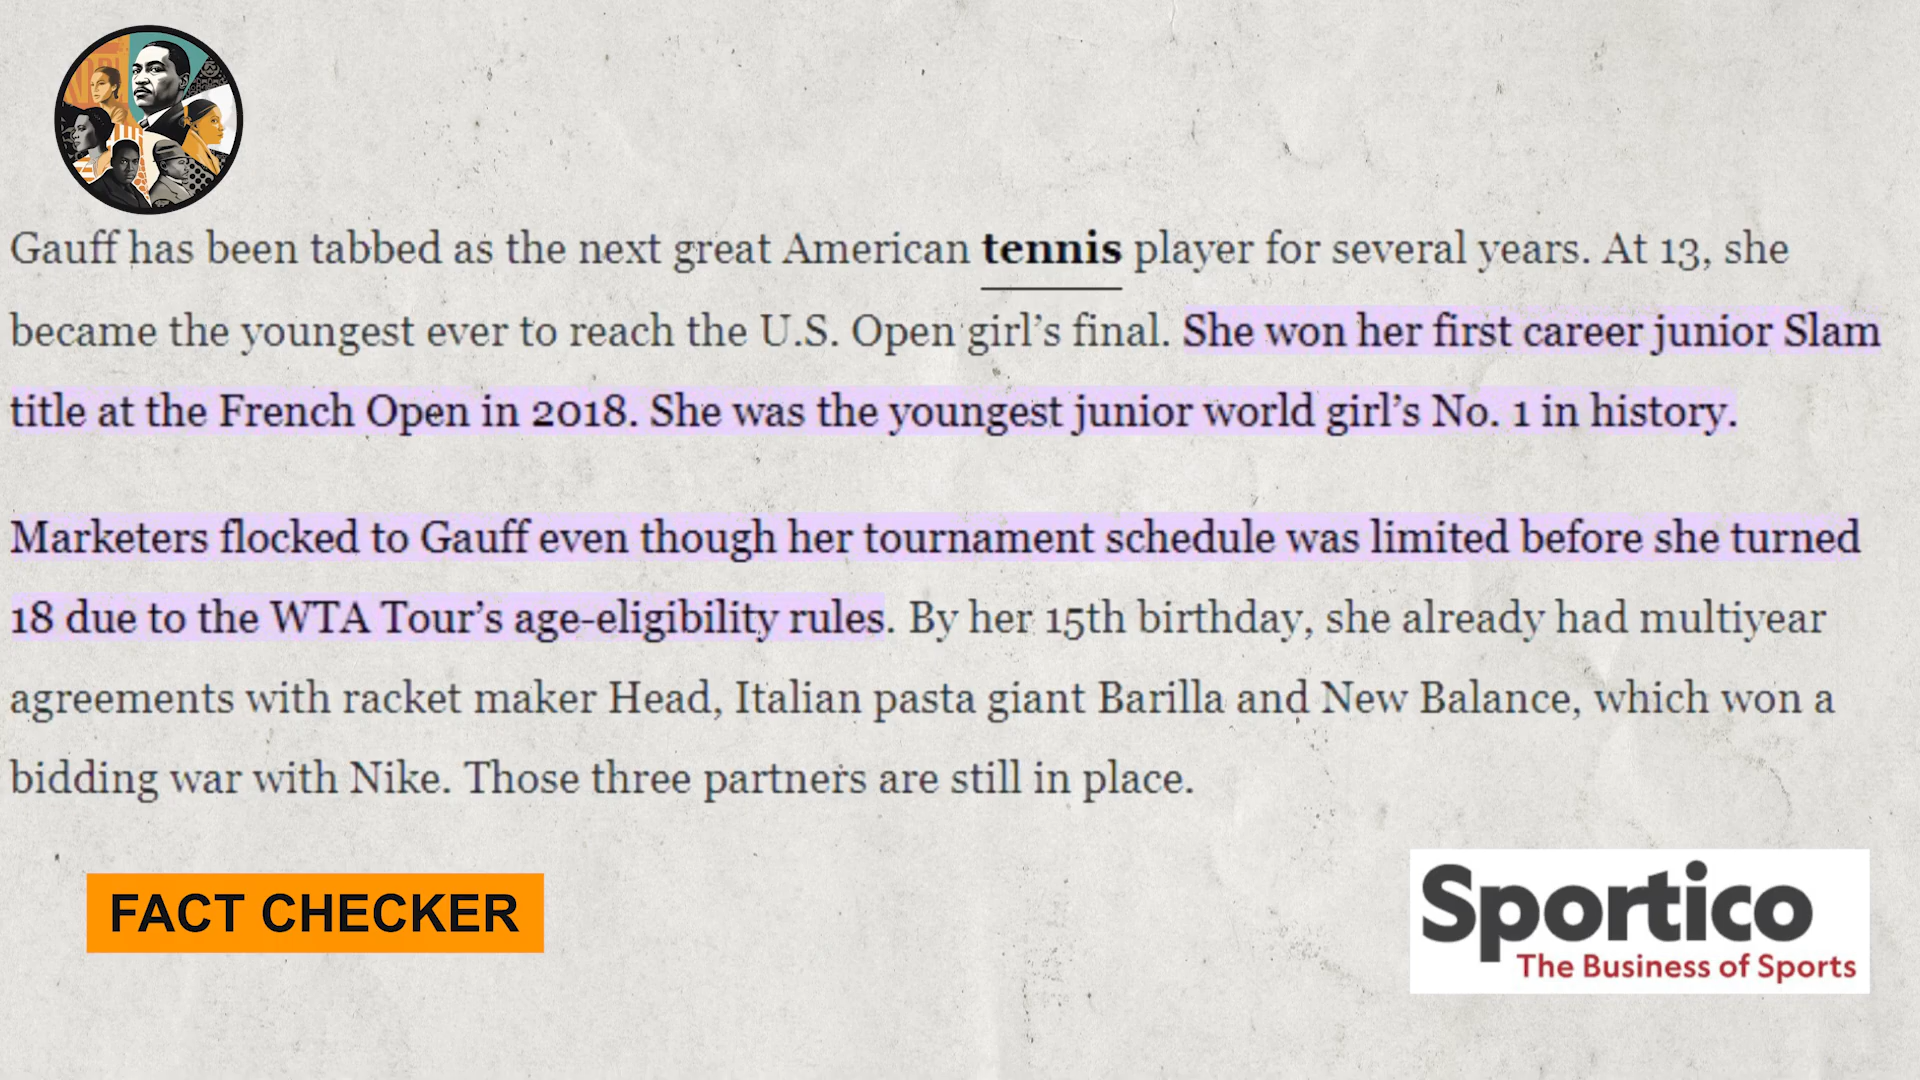 Gauff has been tabbed as the next great American tennis player for several years. At 13, she
became the youngest ever to reach the U.S. Open girl's final. She won her first career junior Slam
title at the French Open in 2018. She was the youngest junior world girl's No. 1 in history.
Marketers flocked to Gauff even though her tournament schedule was limited before she turned
18 due to the WTA Tour's age-eligibility rules. By her 15th birthday, she already had multiyear
agreements with racket maker Head, Italian pasta giant Barilla and New Balance, which won a
bidding war with Nike. Those three partners are still in place.
FACT CHECKER
Sportico
The Business of Sports